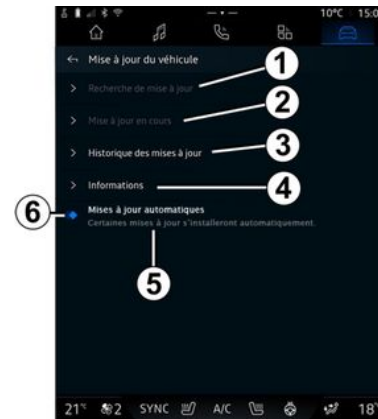 -- · --
10°C 15:0
Mise à jour du véhicule
1
Recherche de mise à jour
2
Mise à jour en cours
3
Historique des mises à jour
4
Informations
6
Mises à jour automatiques
Certaines mises à jour s'installeront automatiquement.
5
21°c 2 SYNC A/C 18°